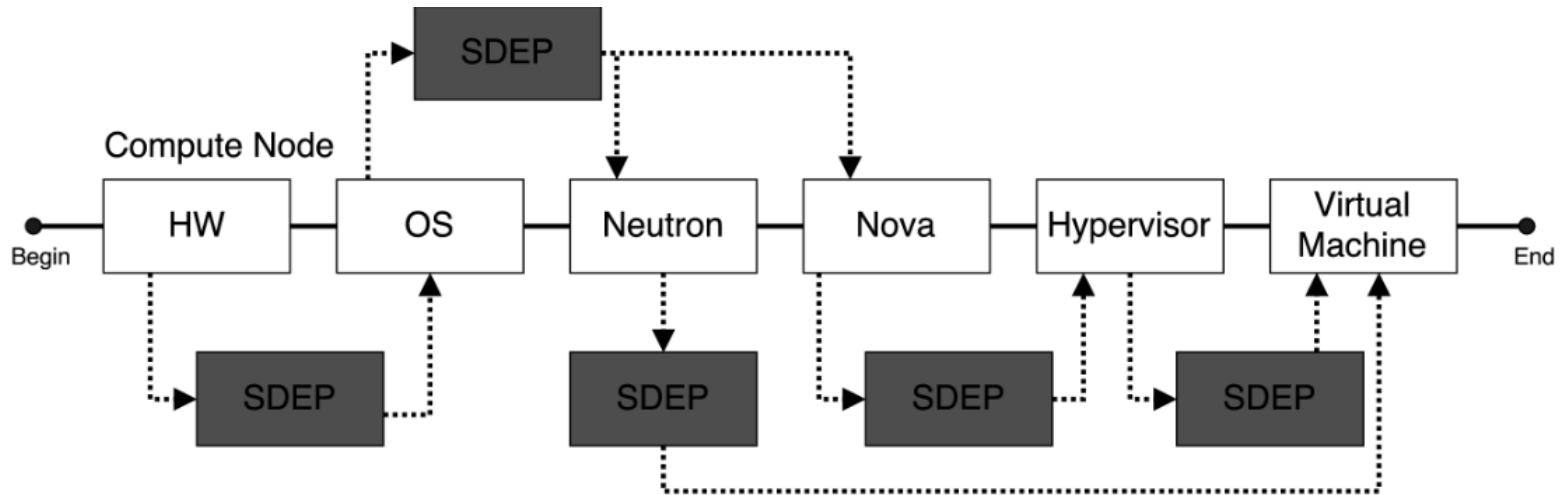 SDEP
Compute Node
HW
OS
Neutron
Nova
Hypervisor
Virtual
Machine
Begin
End
SDEP
SDEP
SDEP
SDEP